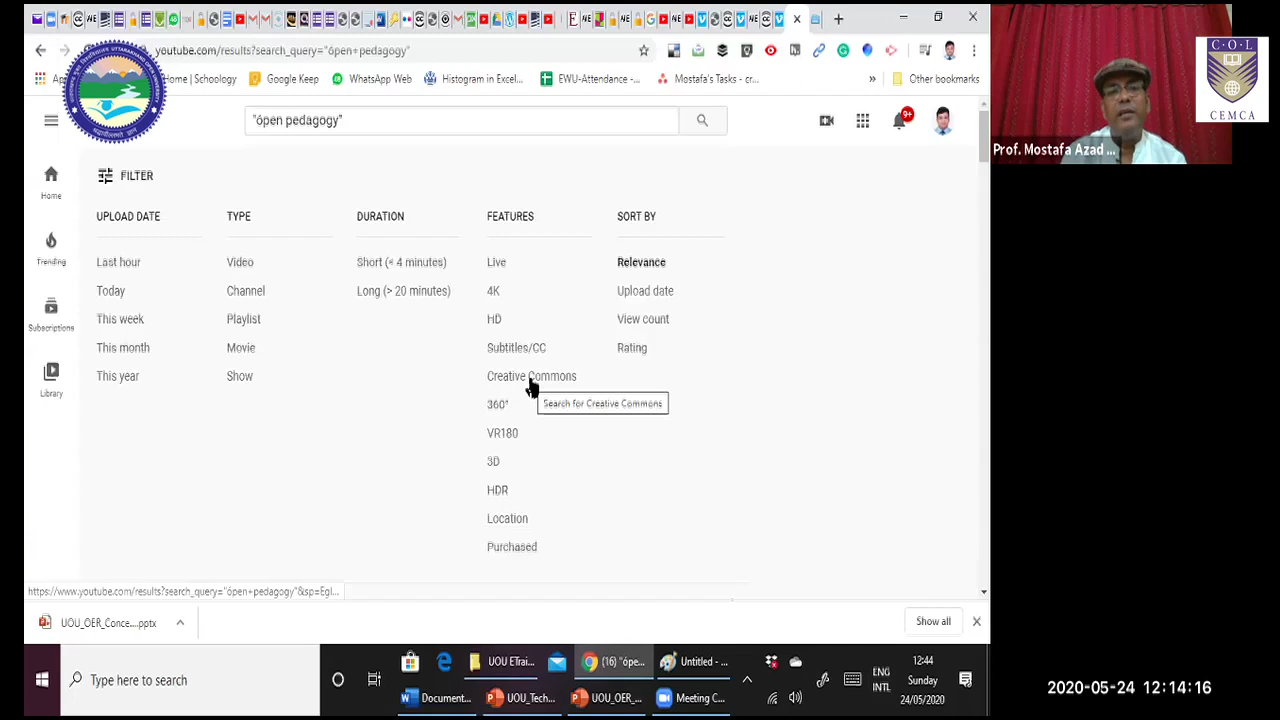 youtube.com/results?search_query="ópen+pedagogy"
Home | Schoology
Google Keep
WhatsApp Web
Histogram in Excel...
EWU-Attendance -...
Mostafa's Tasks - cr...
»
Other bookmarks
"ópen pedagogy"
9+
C·O·L
CEMCA
Prof. Mostafa Azad ...
Home
Trending
Subscriptions
Library
FILTER
UPLOAD DATE
Last hour
Today
This week
This month
This year
TYPE
Video
Channel
Playlist
Movie
Show
DURATION
Short (< 4 minutes)
Long (> 20 minutes)
FEATURES
Live
4K
HD
Subtitles/CC
Creative Commons
Search for Creative Commons
360°
VR180
3D
HDR
Location
Purchased
SORT BY
Relevance
Upload date
View count
Rating
https://www.youtube.com/results?search_query="ópen+pedagogy"&sp=EgI...
UOU_OER_Conce....pptx
Show all
Type here to search
UOU ETrai...
(16) "ópe...
Untitled - ...
Document...
UOU_Tech...
UOU_OER_...
Meeting C...
ENG
INTL
12:44
Sunday
24/05/2020
2020-05-24 12:14:16